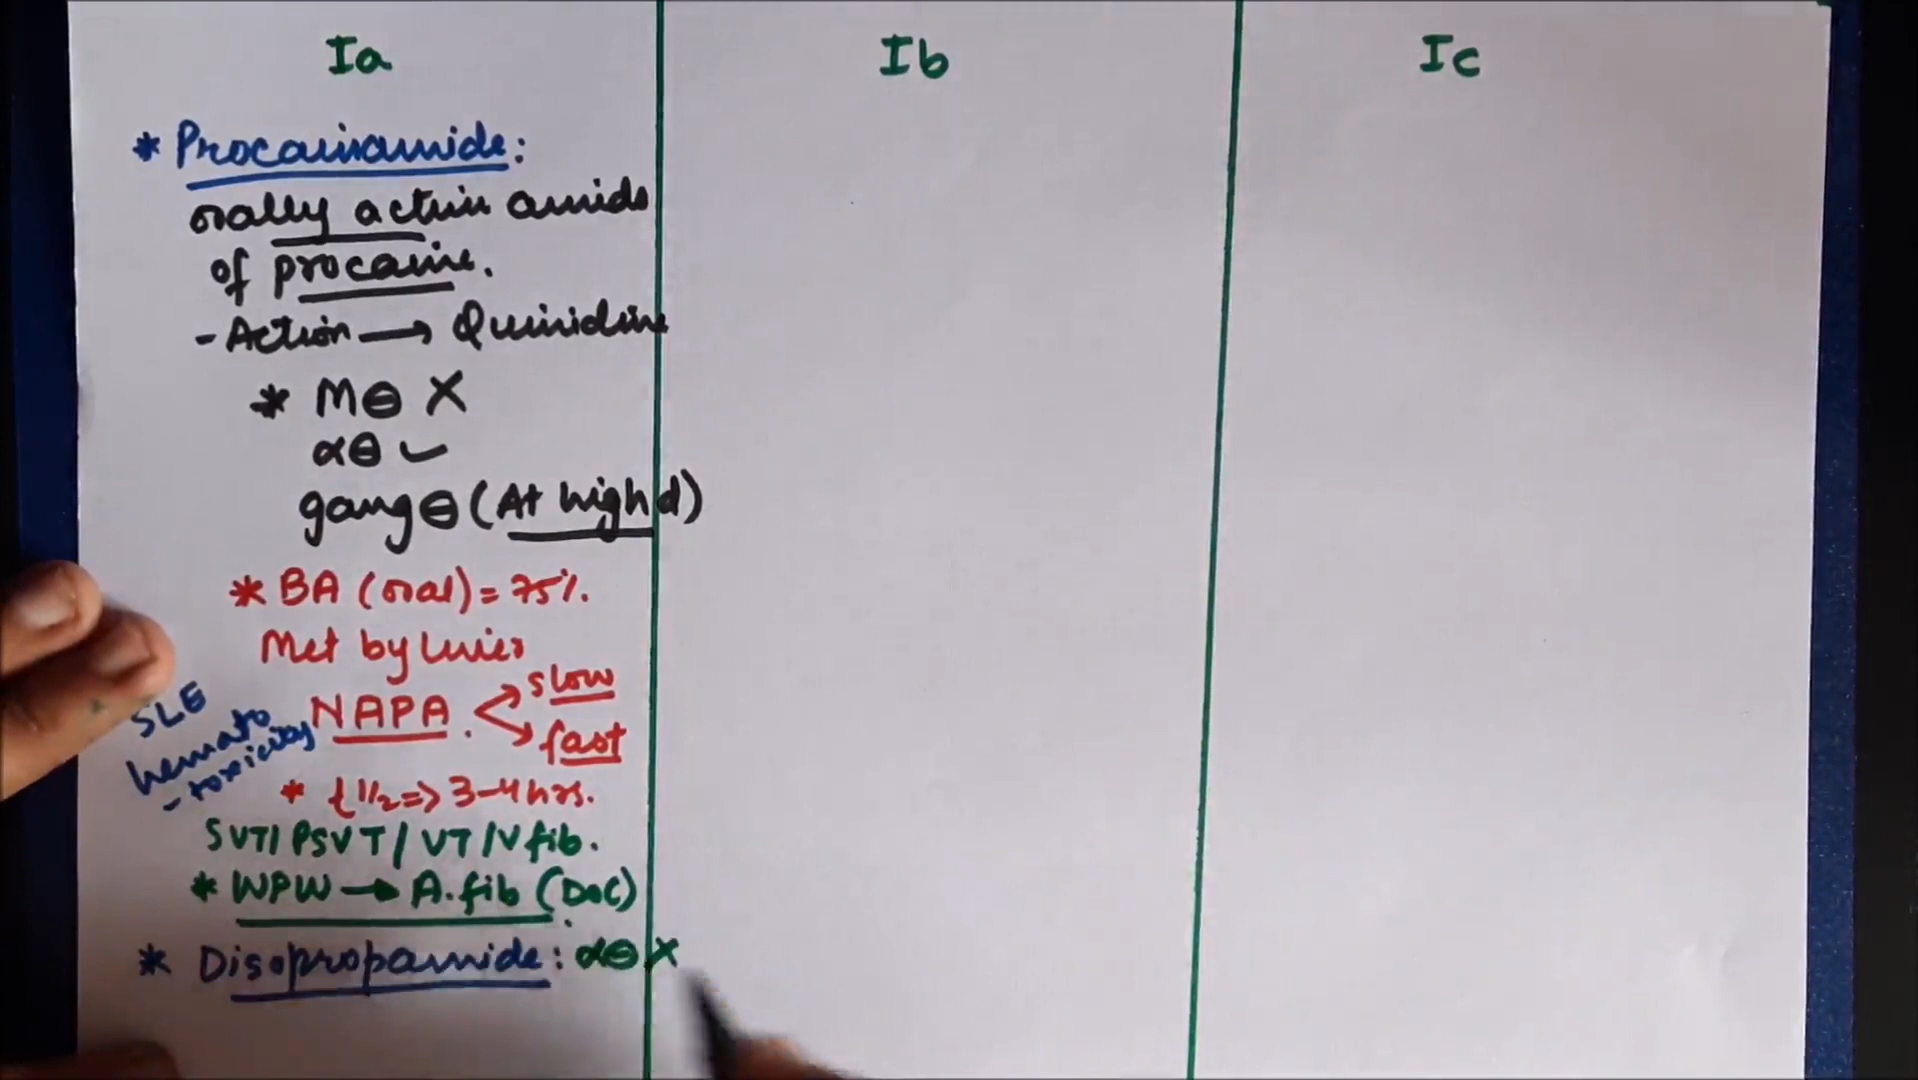 Ia
Ib
Ic
* Procainamide:
orally active amide
of procaine.
- Action → Quinidine
* M⊖ X
α⊖ ✓
gang⊖ (At high d)
* BA (oral) = 75%.
Met by liver
NAPA. < slow
fast
SLE
hemato
- toxicity
* t 1/2 => 3-4 hrs.
SVT/ PSVT / VT / V fib.
* WPW → A. fib (DOC)
* Disopropamide: α⊖ X